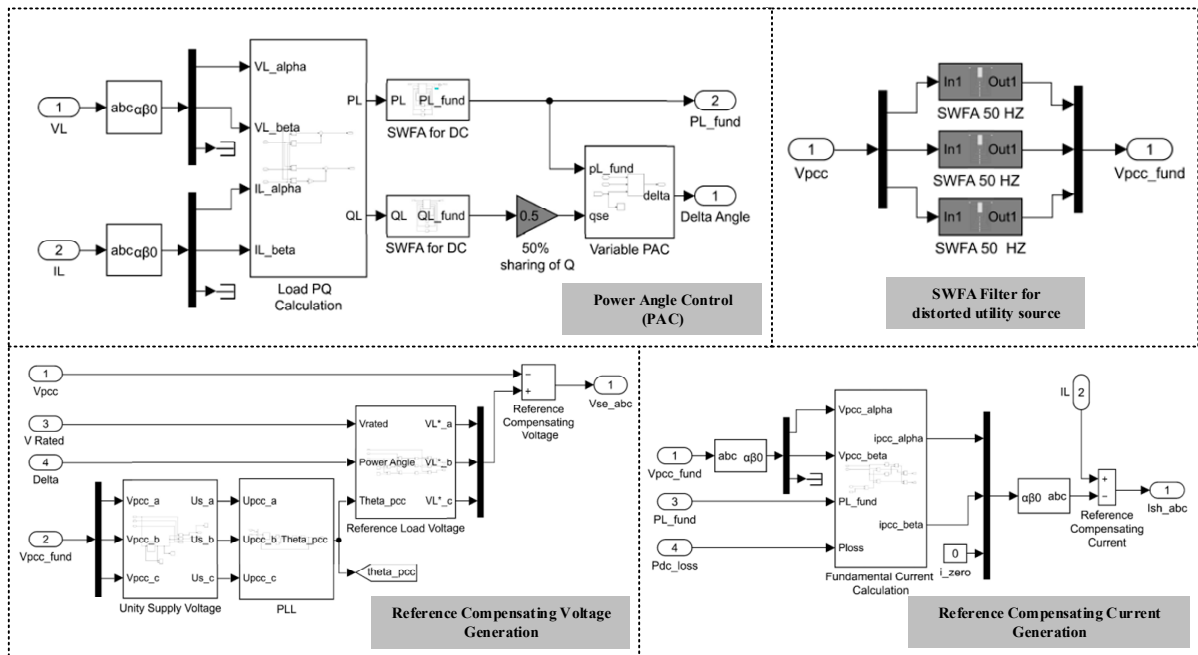 VL_alpha
1
VL
abc
αβ0
VL_beta
PL
PL
PL_fund
SWFA for DC
2
PL_fund
IL_alpha
pL_fund
delta
qse
Variable PAC
1
Delta Angle
2
IL
abc
αβ0
IL_beta
QL
QL
QL_fund
SWFA for DC
0.5
50%
sharing of Q
Load PQ
Calculation
Power Angle Control
(PAC)
In1
Out1
SWFA 50 HZ
1
Vpcc
In1
Out1
SWFA 50 HZ
1
Vpcc_fund
In1
Out1
SWFA 50 HZ
SWFA Filter for
distorted utility source
1
Vpcc
−
+
Reference
Compensating
Voltage
1
Vse_abc
3
V Rated
Vrated
VL*_a
4
Delta
Power Angle
VL*_b
Theta_pcc
VL*_c
Reference Load Voltage
2
Vpcc_fund
Vpcc_a
Us_a
Vpcc_b
Us_b
Vpcc_c
Us_c
Unity Supply Voltage
Upcc_a
Upcc_b
Theta_pcc
Upcc_c
PLL
theta_pcc
Reference Compensating Voltage
Generation
IL
2
Vpcc_alpha
ipcc_alpha
1
Vpcc_fund
abc
αβ0
Vpcc_beta
3
PL_fund
PL_fund
ipcc_beta
4
Pdc_loss
Ploss
Fundamental Current
Calculation
0
i_zero
αβ0
abc
+
−
Reference
Compensating
Current
1
Ish_abc
Reference Compensating Current
Generation